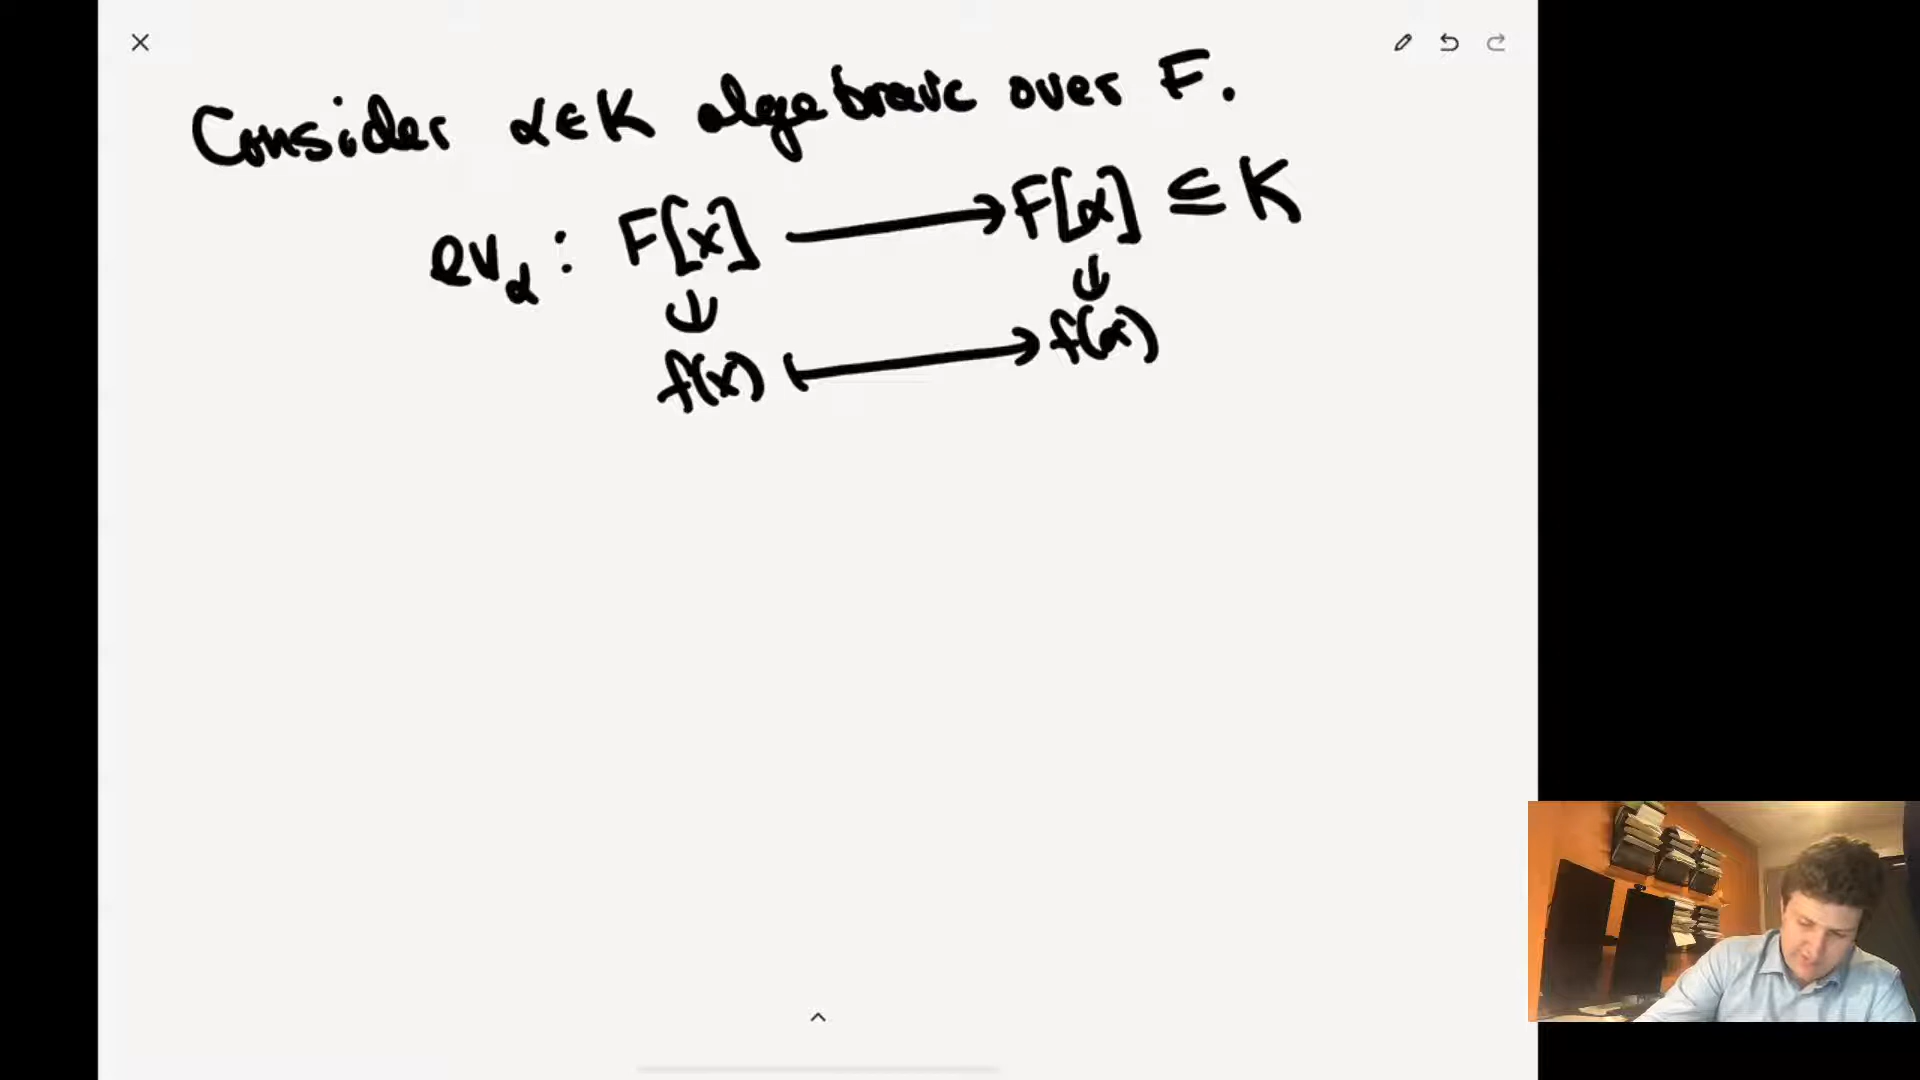 Consider α∈K algebraic over F.
ev_α : F[x] ⟶ F[α] ⊆ K
f(x) ⟼ f(α)